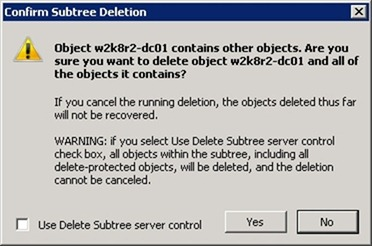 Confirm Subtree Deletion
Object w2k8r2-dc01 contains other objects. Are you
sure you want to delete object w2k8r2-dc01 and all of
the objects it contains?
If you cancel the running deletion, the objects deleted thus far
will not be recovered.
WARNING: if you select Use Delete Subtree server control
check box, all objects within the subtree, including all
delete-protected objects, will be deleted, and the deletion
cannot be canceled.
Use Delete Subtree server control
Yes
No